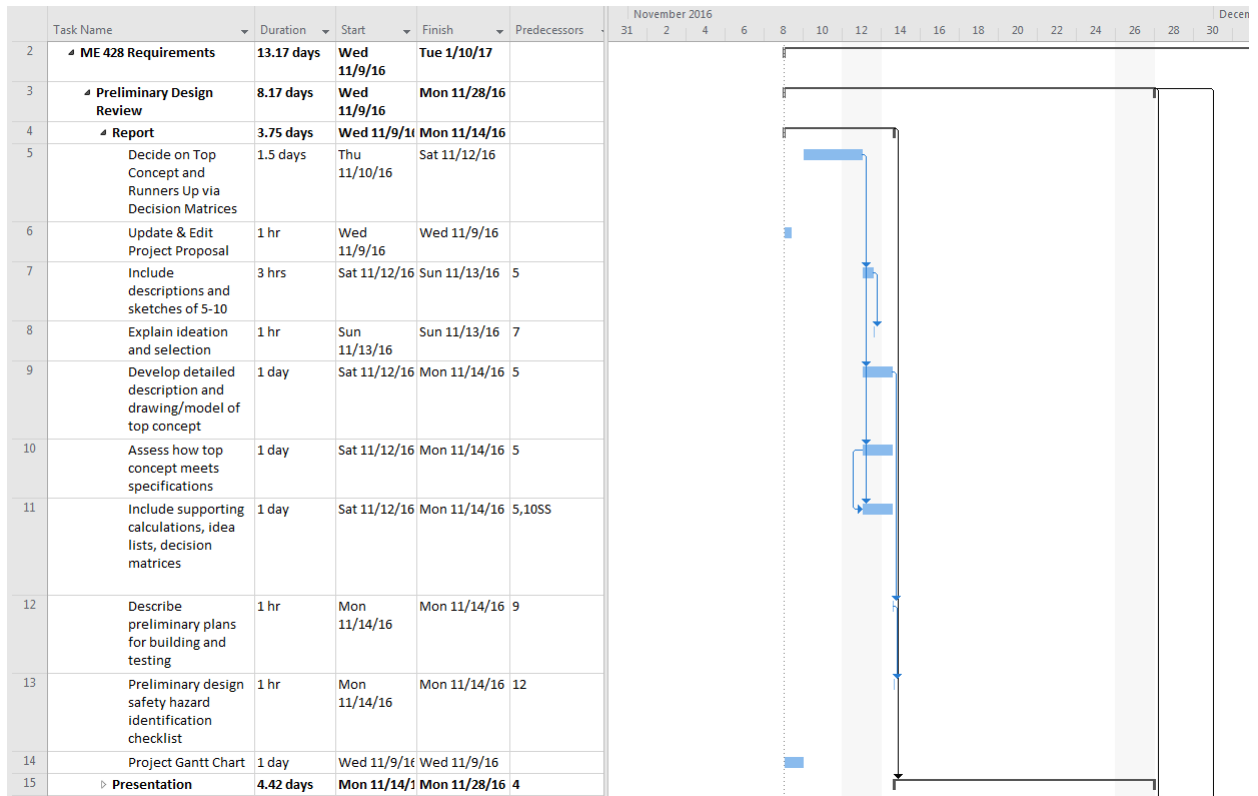 November 2016
Decem
Task Name Duration Start Finish Predecessors
31 2 4 6 8 10 12 14 16 18 20 22 24 26 28 30
2 ME 428 Requirements 13.17 days Wed Tue 1/10/17
11/9/16
3 Preliminary Design 8.17 days Wed Mon 11/28/16
Review 11/9/16
4 Report 3.75 days Wed 11/9/1 Mon 11/14/16
5 Decide on Top 1.5 days Thu Sat 11/12/16
Concept and 11/10/16
Runners Up via
Decision Matrices
6 Update & Edit 1 hr Wed Wed 11/9/16
Project Proposal 11/9/16
7 Include 3 hrs Sat 11/12/16 Sun 11/13/16 5
descriptions and
sketches of 5-10
8 Explain ideation 1 hr Sun Sun 11/13/16 7
and selection 11/13/16
9 Develop detailed 1 day Sat 11/12/16 Mon 11/14/16 5
description and
drawing/model of
top concept
10 Assess how top 1 day Sat 11/12/16 Mon 11/14/16 5
concept meets
specifications
11 Include supporting 1 day Sat 11/12/16 Mon 11/14/16 5,10SS
calculations, idea
lists, decision
matrices
12 Describe 1 hr Mon Mon 11/14/16 9
preliminary plans 11/14/16
for building and
testing
13 Preliminary design 1 hr Mon Mon 11/14/16 12
safety hazard 11/14/16
identification
checklist
14 Project Gantt Chart 1 day Wed 11/9/16 Wed 11/9/16
15 Presentation 4.42 days Mon 11/14/1 Mon 11/28/16 4